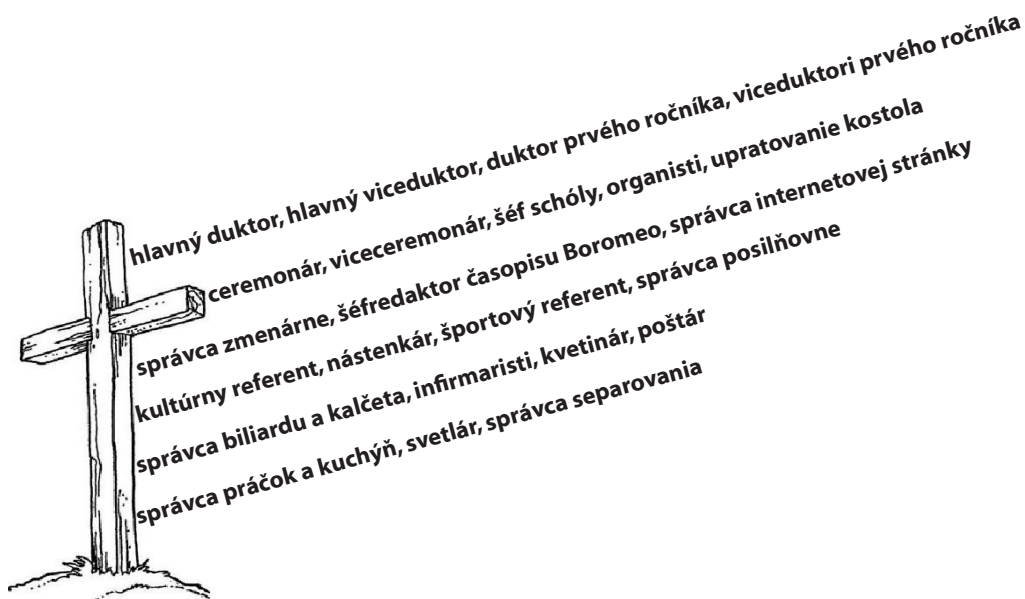 hlavný duktor, hlavný viceduktor, duktor prvého ročníka, viceduktori prvého ročníka
ceremonár, viceceremonár, šéf schóly, organisti, upratovanie kostola
správca zmenárne, šéfredaktor časopisu Boromeo, správca internetovej stránky
kultúrny referent, nástenkár, športový referent, správca posilňovne
správca biliardu a kalčeta, infirmaristi, kvetinár, poštár
správca práčok a kuchýň, svetlár, správca separovania